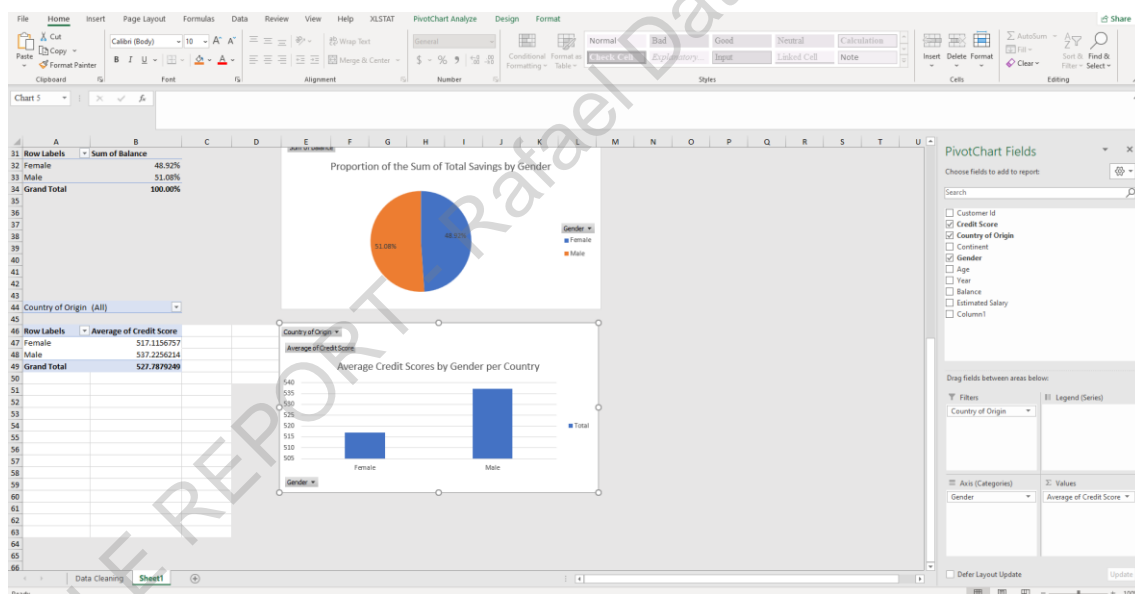 File Home Insert Page Layout Formulas Data Review View Help XLSTAT PivotChart Analyze Design Format Share
Cut
Copy
Format Painter
Paste
Calibri (Body) 10
Wrap Text
Merge & Center
General
Conditional Formatting
Format as Table
Normal Bad Good Neutral Calculation
Check Cell Explanatory... Input Linked Cell Note
Insert Delete Format
AutoSum
Fill
Clear
Sort & Filter
Find & Select
Clipboard Font Alignment Number Styles Cells Editing
Chart 5 fx
A B C D E F G H I J K L M N O P Q R S T U
31 Row Labels Sum of Balance
32 Female 48.92%
33 Male 51.08%
34 Grand Total 100.00%
35
36
37
38
39
40
41
42
43
44 Country of Origin (All)
45
46 Row Labels Average of Credit Score
47 Female 517.1156757
48 Male 537.2256214
49 Grand Total 527.7879249
50
51
52
53
54
55
56
57
58
59
60
61
62
63
64
65
66
Sum of Balance
Proportion of the Sum of Total Savings by Gender
51.08%
48.92%
Gender
Female
Male
Country of Origin
Average of Credit Score
Average Credit Scores by Gender per Country
540
535
530
525
520
515
510
505
Female Male
Total
Gender
PivotChart Fields
Choose fields to add to report:
Search
Customer Id
Credit Score
Country of Origin
Continent
Gender
Age
Year
Balance
Estimated Salary
Column1
Drag fields between areas below:
Filters
Country of Origin
Legend (Series)
Axis (Categories)
Gender
Values
Average of Credit Score
Defer Layout Update Update
Data Cleaning Sheet1
Ready
LE REPORT - Rafael Dat